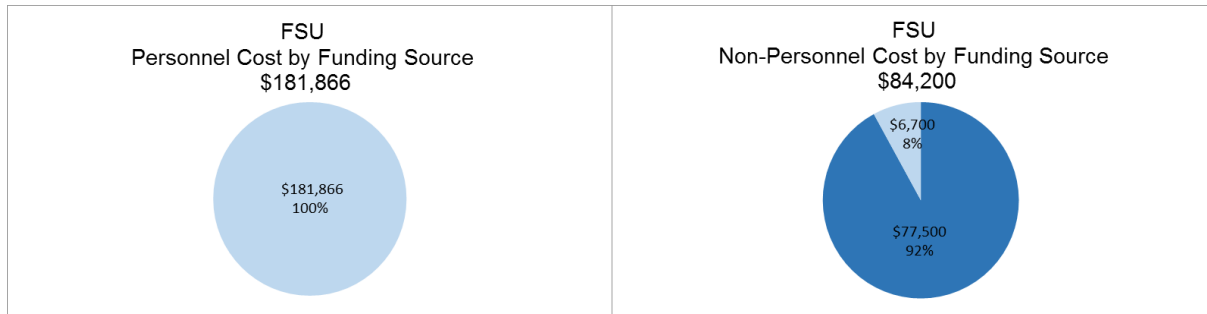 FSU
Personnel Cost by Funding Source
$181,866
$181,866
100%
FSU
Non-Personnel Cost by Funding Source
$84,200
$6,700
8%
$77,500
92%